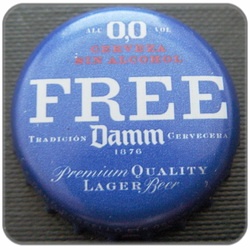 ALC 0,0 VOL
CERVEZA
SIN ALCOHOL
FREE
TRADICIÓN Damm CERVECERA
1876
Premium QUALITY
LAGER Beer